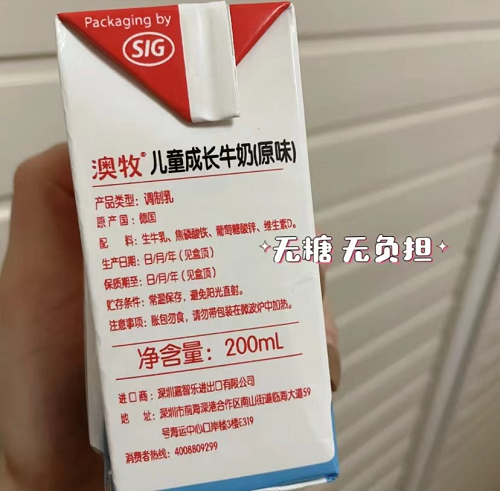 Packaging by
SIG
澳牧® 儿童成长牛奶(原味)
产品类型：调制乳
原产国：德国
配　料：生牛乳、焦磷酸铁、葡萄糖酸锌、维生素D。
生产日期：日/月/年（见盒顶）
保质期至：日/月/年（见盒顶）
贮存条件：常温保存，避免阳光直射。
注意事项：胀包勿食，请勿带包装在微波炉中加热。
无糖 无负担
净含量：200mL
进口商：深圳嘉智乐进出口有限公司
地　址：深圳市前海深港合作区南山街道临海大道59
号海运中心口岸楼3楼E319
消费者热线：4008809299